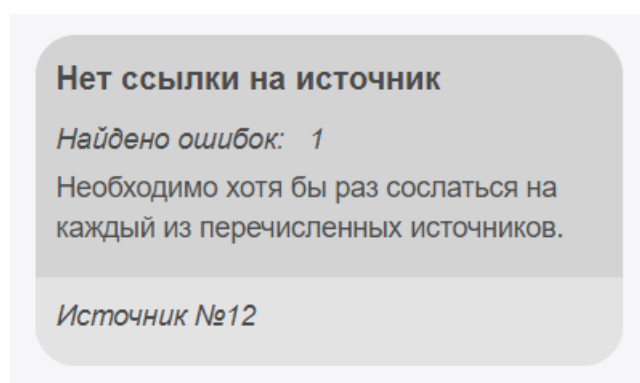 Нет ссылки на источник
Найдено ошибок: 1
Необходимо хотя бы раз сослаться на
каждый из перечисленных источников.
Источник №12